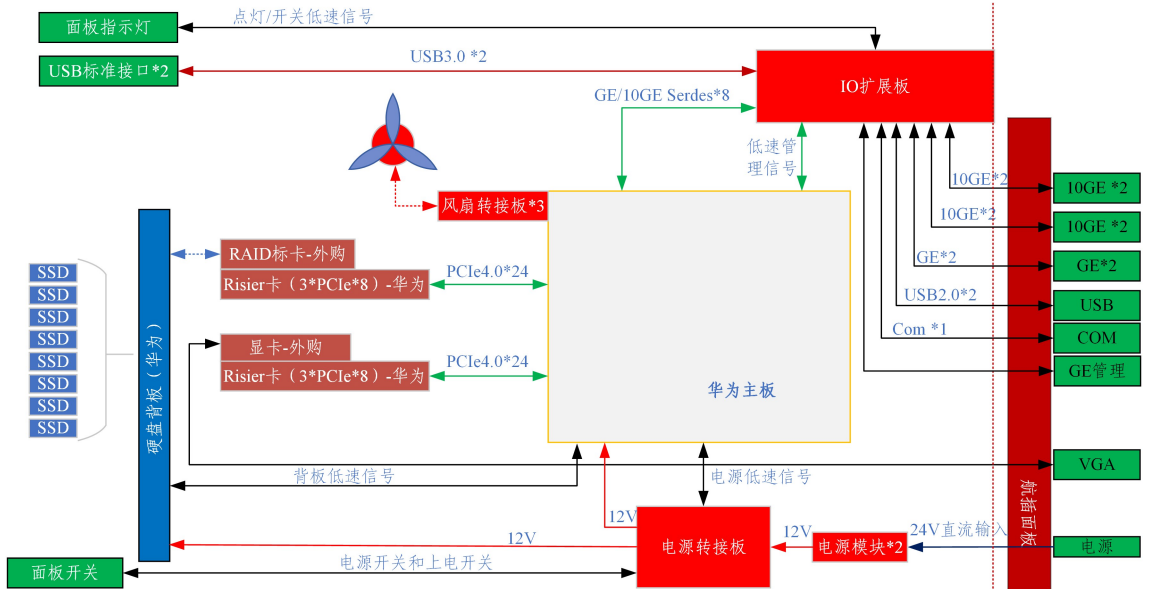 面板指示灯
点灯/开关低速信号
USB标准接口*2
USB3.0 *2
IO扩展板
GE/10GE Serdes*8
低速管
理信号
风扇转接板*3
10GE*2
10GE *2
10GE*2
10GE *2
GE*2
GE*2
USB2.0*2
USB
Com *1
COM
GE管理
RAID标卡-外购
Risier卡（3*PCIe*8）-华为
PCIe4.0*24
显卡-外购
Risier卡（3*PCIe*8）-华为
PCIe4.0*24
华为主板
SSD
SSD
SSD
SSD
SSD
SSD
SSD
SSD
硬盘背板（华为）
VGA
背板低速信号
电源低速信号
航插面板
12V
12V
电源转接板
12V
电源模块*2
24V直流输入
电源
面板开关
电源开关和上电开关